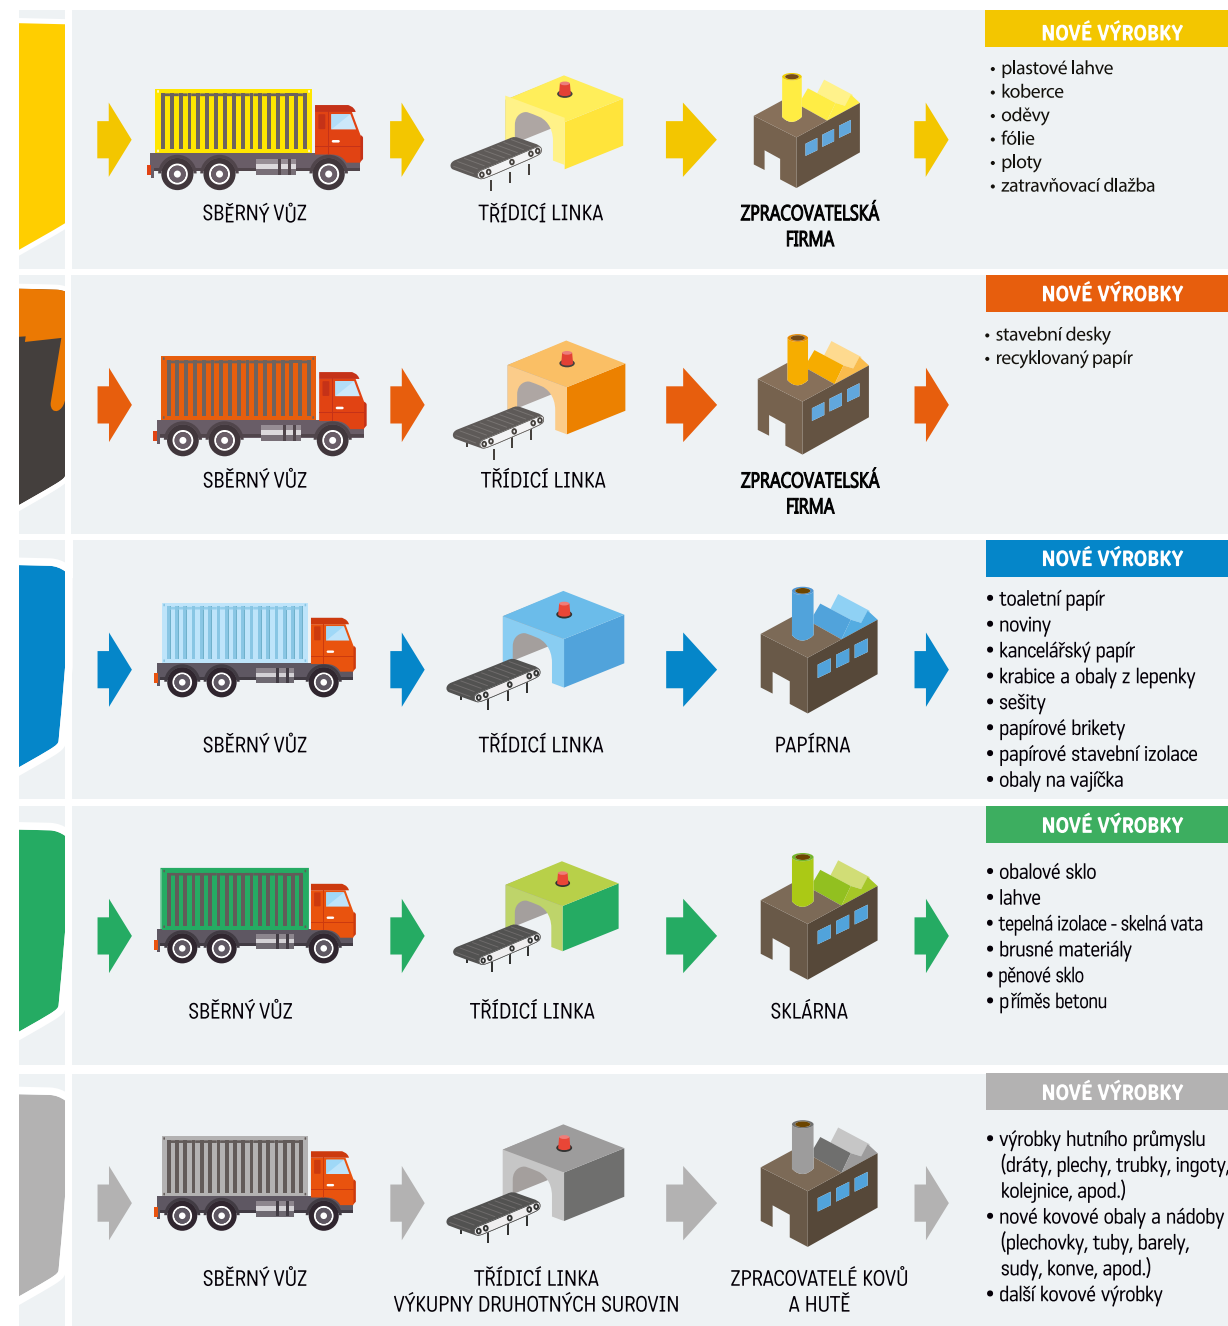 NOVÉ VÝROBKY
• plastové lahve
• koberce
• oděvy
• fólie
• ploty
• zatravňovací dlažba
SBĚRNÝ VŮZ
TŘÍDICÍ LINKA
ZPRACOVATELSKÁ
FIRMA
NOVÉ VÝROBKY
• stavební desky
• recyklovaný papír
SBĚRNÝ VŮZ
TŘÍDICÍ LINKA
ZPRACOVATELSKÁ
FIRMA
NOVÉ VÝROBKY
• toaletní papír
• noviny
• kancelářský papír
• krabice a obaly z lepenky
• sešity
• papírové brikety
• papírové stavební izolace
• obaly na vajíčka
SBĚRNÝ VŮZ
TŘÍDICÍ LINKA
PAPÍRNA
NOVÉ VÝROBKY
• obalové sklo
• lahve
• tepelná izolace - skelná vata
• brusné materiály
• pěnové sklo
• příměs betonu
SBĚRNÝ VŮZ
TŘÍDICÍ LINKA
SKLÁRNA
NOVÉ VÝROBKY
• výrobky hutního průmyslu
(dráty, plechy, trubky, ingoty,
kolejnice, apod.)
• nové kovové obaly a nádoby
(plechovky, tuby, barely,
sudy, konve, apod.)
• další kovové výrobky
SBĚRNÝ VŮZ
TŘÍDICÍ LINKA
VÝKUPNY DRUHOTNÝCH SUROVIN
ZPRACOVATELÉ KOVŮ
A HUTĚ